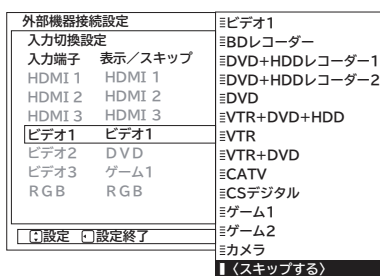 外部機器接続設定
入力切換設定
入力端子 表示／スキップ
HDMI 1 HDMI 1
HDMI 2 HDMI 2
HDMI 3 HDMI 3
ビデオ1 ビデオ1
ビデオ2 DVD
ビデオ3 ゲーム1
RGB RGB
設定 設定終了
ビデオ1
BDレコーダー
DVD+HDDレコーダー1
DVD+HDDレコーダー2
DVD
VTR+DVD+HDD
VTR
VTR+DVD
CATV
CSデジタル
ゲーム1
ゲーム2
カメラ
〈スキップする〉